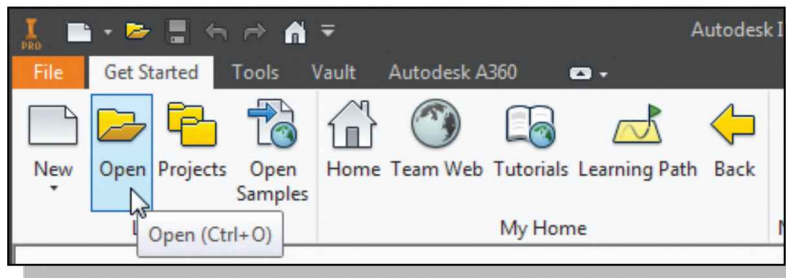 I
PRO
Autodesk I
File Get Started Tools Vault Autodesk A360
New Open Projects Open Samples Home Team Web Tutorials Learning Path Back
Open (Ctrl+O)
My Home